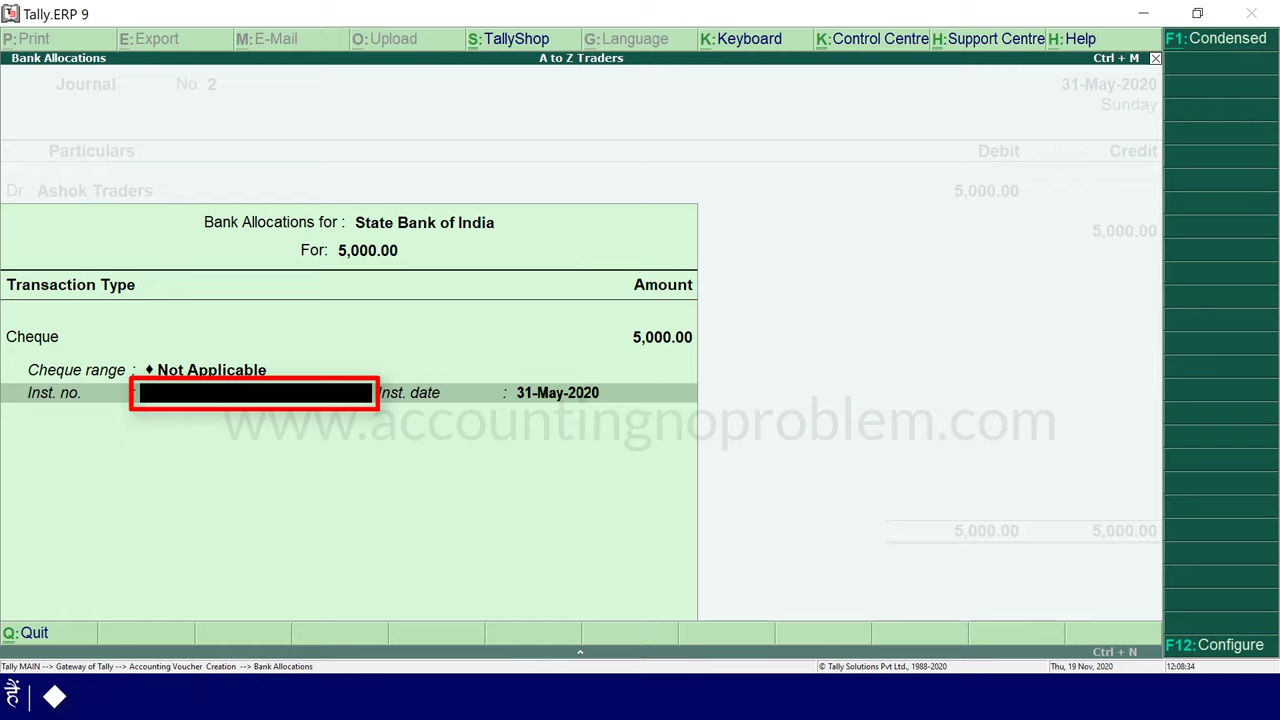 Tally.ERP 9
P:Print E:Export M:E-Mail O:Upload S:TallyShop G:Language K:Keyboard K:Control Centre H:Support Centre H:Help F1:Condensed
Bank Allocations A to Z Traders Ctrl + M
Journal No. 2 31-May-2020
Sunday
Particulars Debit Credit
Dr Ashok Traders 5,000.00
5,000.00
Bank Allocations for : State Bank of India
For: 5,000.00
Transaction Type Amount
Cheque 5,000.00
Cheque range : ♦ Not Applicable
Inst. no. : Inst. date : 31-May-2020
www.accountingnoproblem.com
5,000.00 5,000.00
Q:Quit
F12:Configure
Ctrl + N
Tally MAIN --> Gateway of Tally --> Accounting Voucher Creation --> Bank Allocations © Tally Solutions Pvt Ltd., 1988-2020 Thu, 19 Nov, 2020 12:08:34
हैं